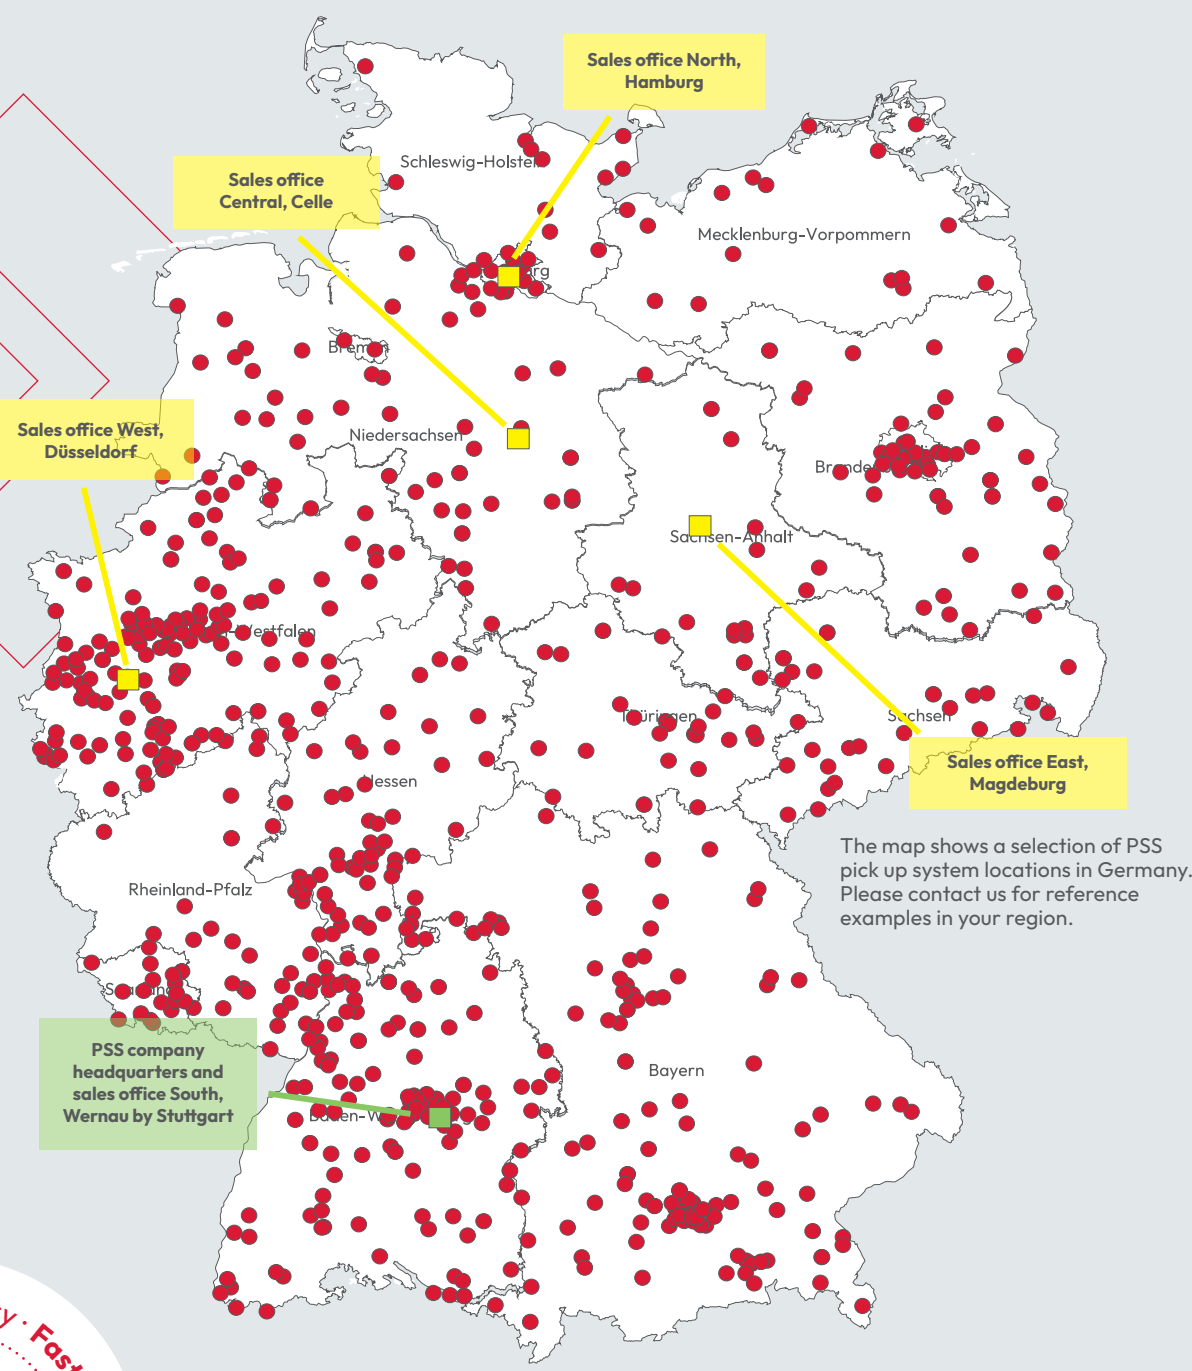 Sales office North,
Hamburg
Schleswig-Holstein
Sales office
Central, Celle
Mecklenburg-Vorpommern
Bremen
Sales office West,
Düsseldorf
Niedersachsen
Sachsen-Anhalt
Westfalen
Thüringen
Sachsen
Sales office East,
Magdeburg
Hessen
The map shows a selection of PSS
pick up system locations in Germany.
Please contact us for reference
examples in your region.
Rheinland-Pfalz
PSS company
headquarters and
sales office South,
Wernau by Stuttgart
Bayern
y · Fast